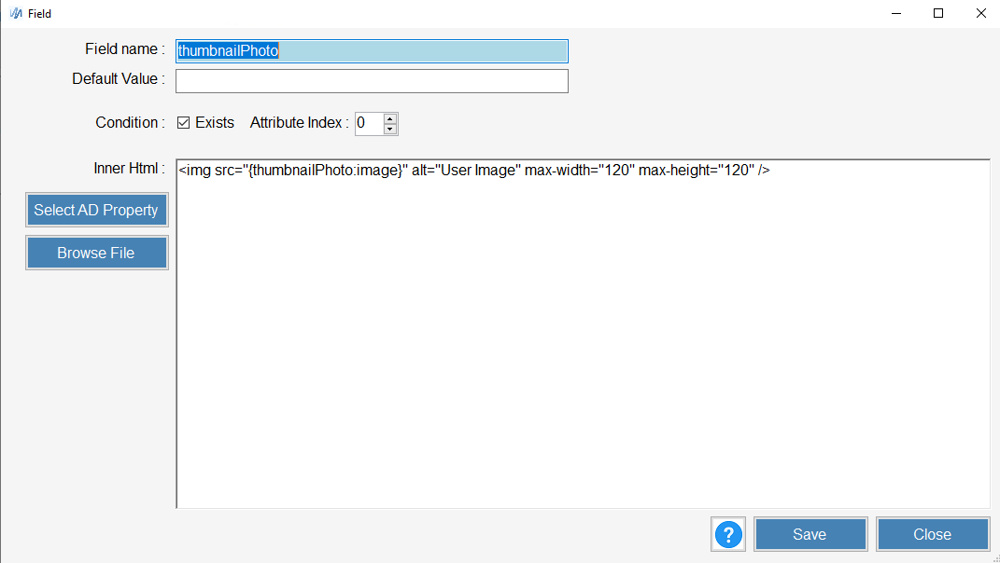 Field
Field name : thumbnailPhoto
Default Value :
Condition : Exists Attribute Index : 0
Inner Html : <img src="{thumbnailPhoto:image}" alt="User Image" max-width="120" max-height="120" />
Select AD Property
Browse File
? Save Close